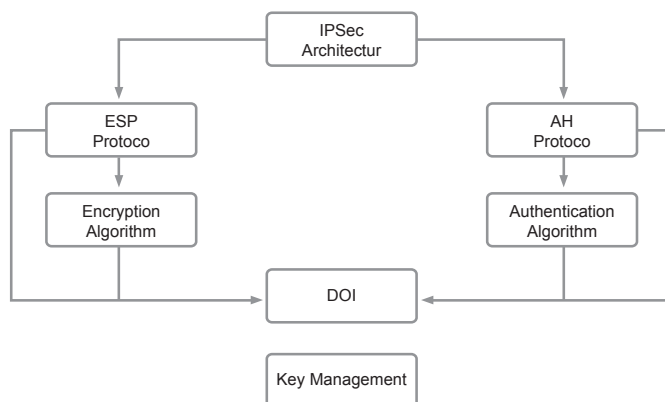 IPSec
Architectur
ESP
Protoco
AH
Protoco
Encryption
Algorithm
Authentication
Algorithm
DOI
Key Management